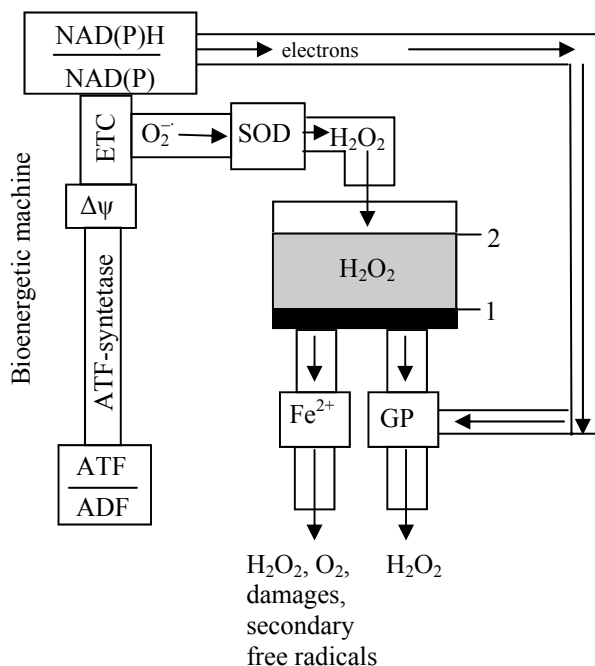 NAD(P)H
NAD(P)
electrons
ETC
O₂⁻·
SOD
H₂O₂
Δψ
2
H₂O₂
1
Bioenergetic machine
ATF-syntetase
Fe²⁺
GP
ATF
ADF
H₂O₂, O₂,
damages,
secondary
free radicals
H₂O₂